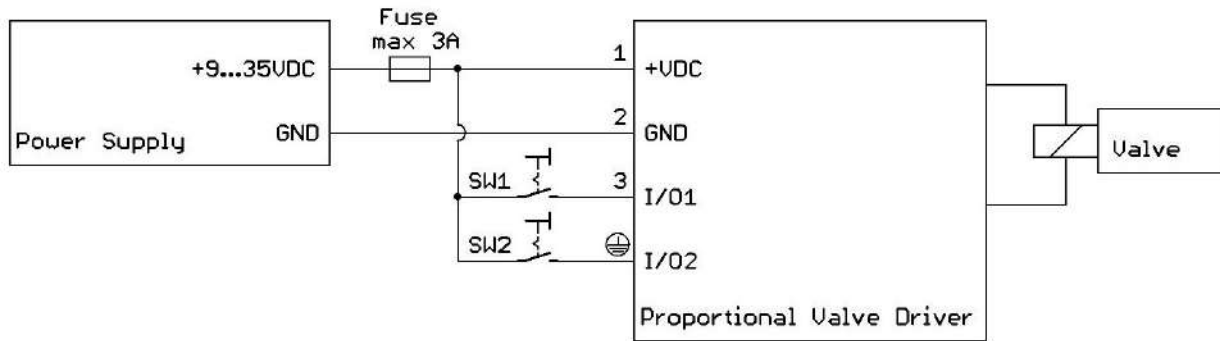 Fuse
max 3A
+9...35VDC
1
+VDC
GND
2
GND
Power Supply
Valve
SW1
3
I/O1
SW2
I/O2
Proportional Valve Driver